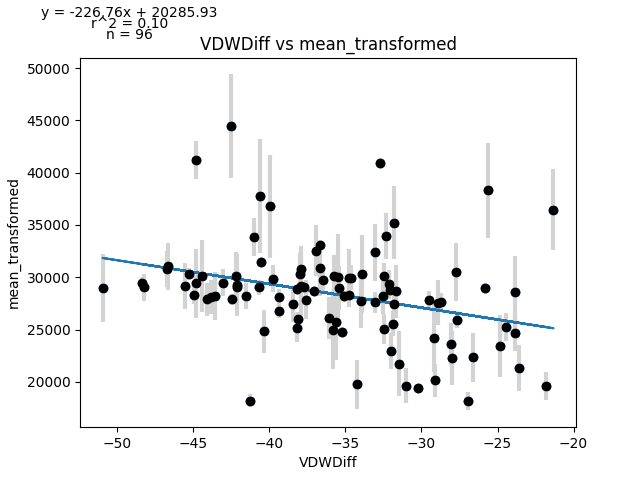 y = -226.76x + 20285.93
r^2 = 0.10
n = 96
VDWDiff vs mean_transformed
50000
45000
40000
35000
30000
25000
20000
mean_transformed
−50
−45
−40
−35
−30
−25
−20
VDWDiff